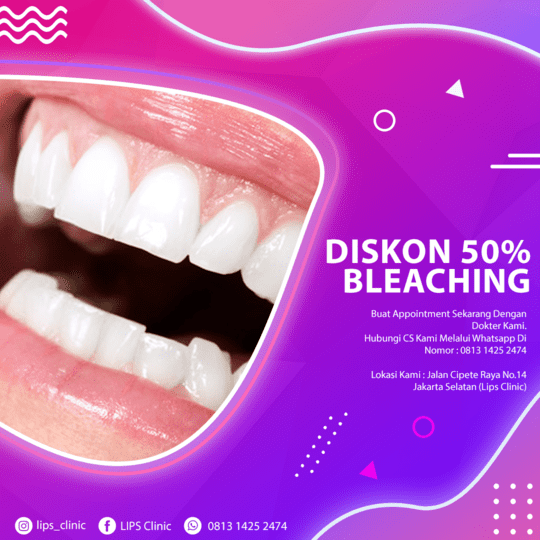 DISKON 50%
BLEACHING
Buat Appointment Sekarang Dengan
Dokter Kami.
Hubungi CS Kami Melalui Whatsapp Di
Nomor : 0813 1425 2474
Lokasi Kami : Jalan Cipete Raya No.14
Jakarta Selatan (Lips Clinic)
lips_clinic LIPS Clinic 0813 1425 2474